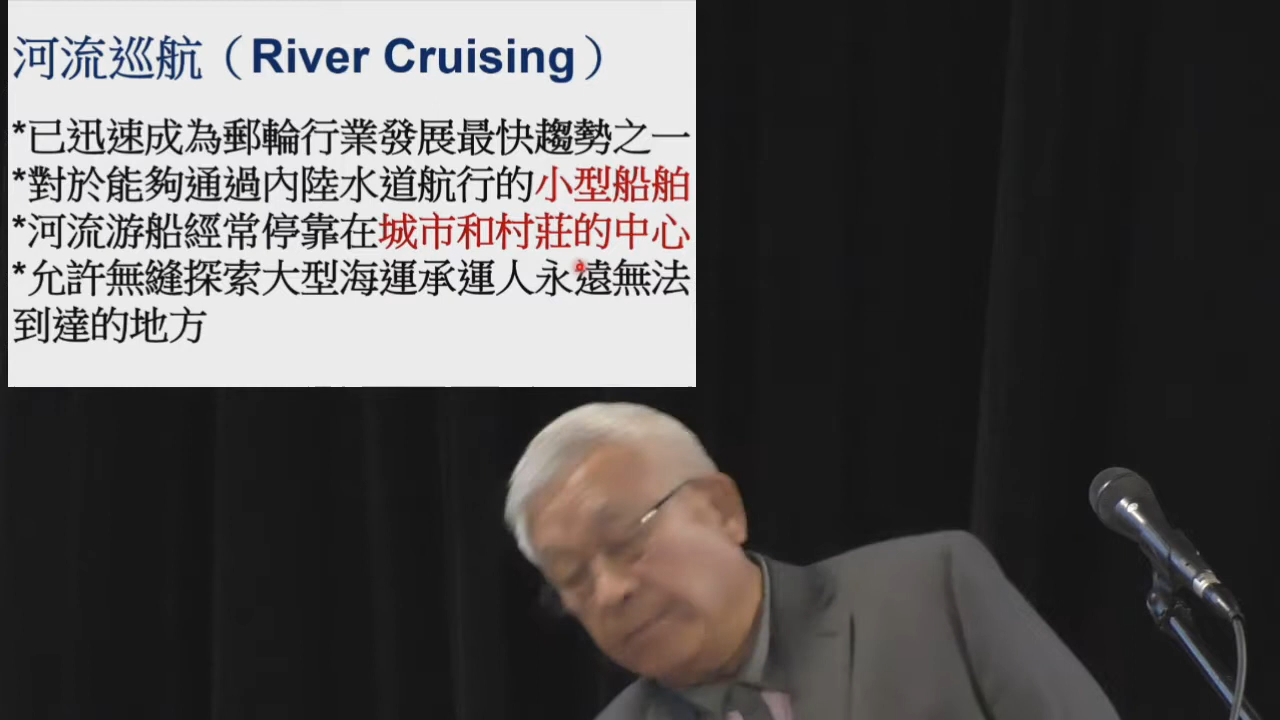 河流巡航（River Cruising）
*已迅速成為郵輪行業發展最快趨勢之一
*對於能夠通過內陸水道航行的小型船舶
*河流游船經常停靠在城市和村莊的中心
*允許無縫探索大型海運承運人永遠無法
到達的地方